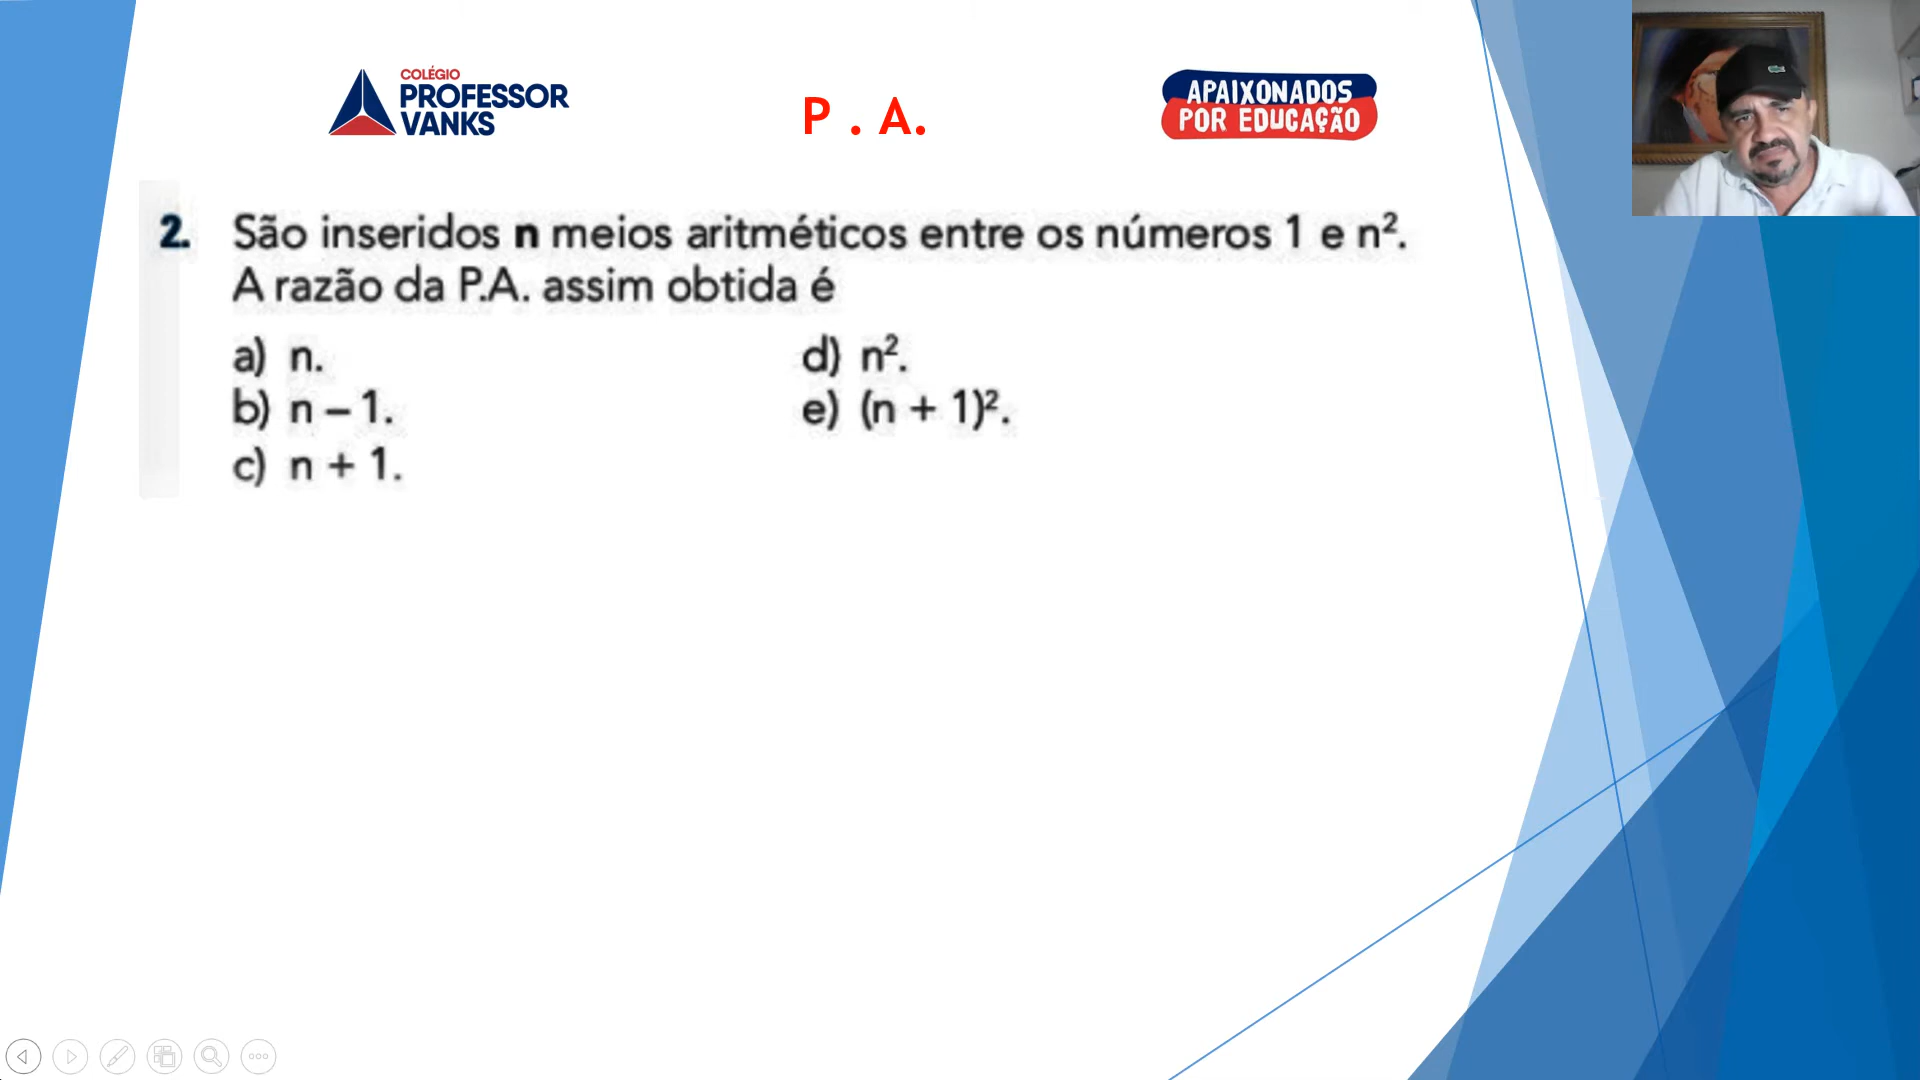 COLÉGIO
PROFESSOR
VANKS
P . A.
APAIXONADOS
POR EDUCAÇÃO
2. São inseridos n meios aritméticos entre os números 1 e n².
A razão da P.A. assim obtida é
a) n.
b) n – 1.
c) n + 1.
d) n².
e) (n + 1)².